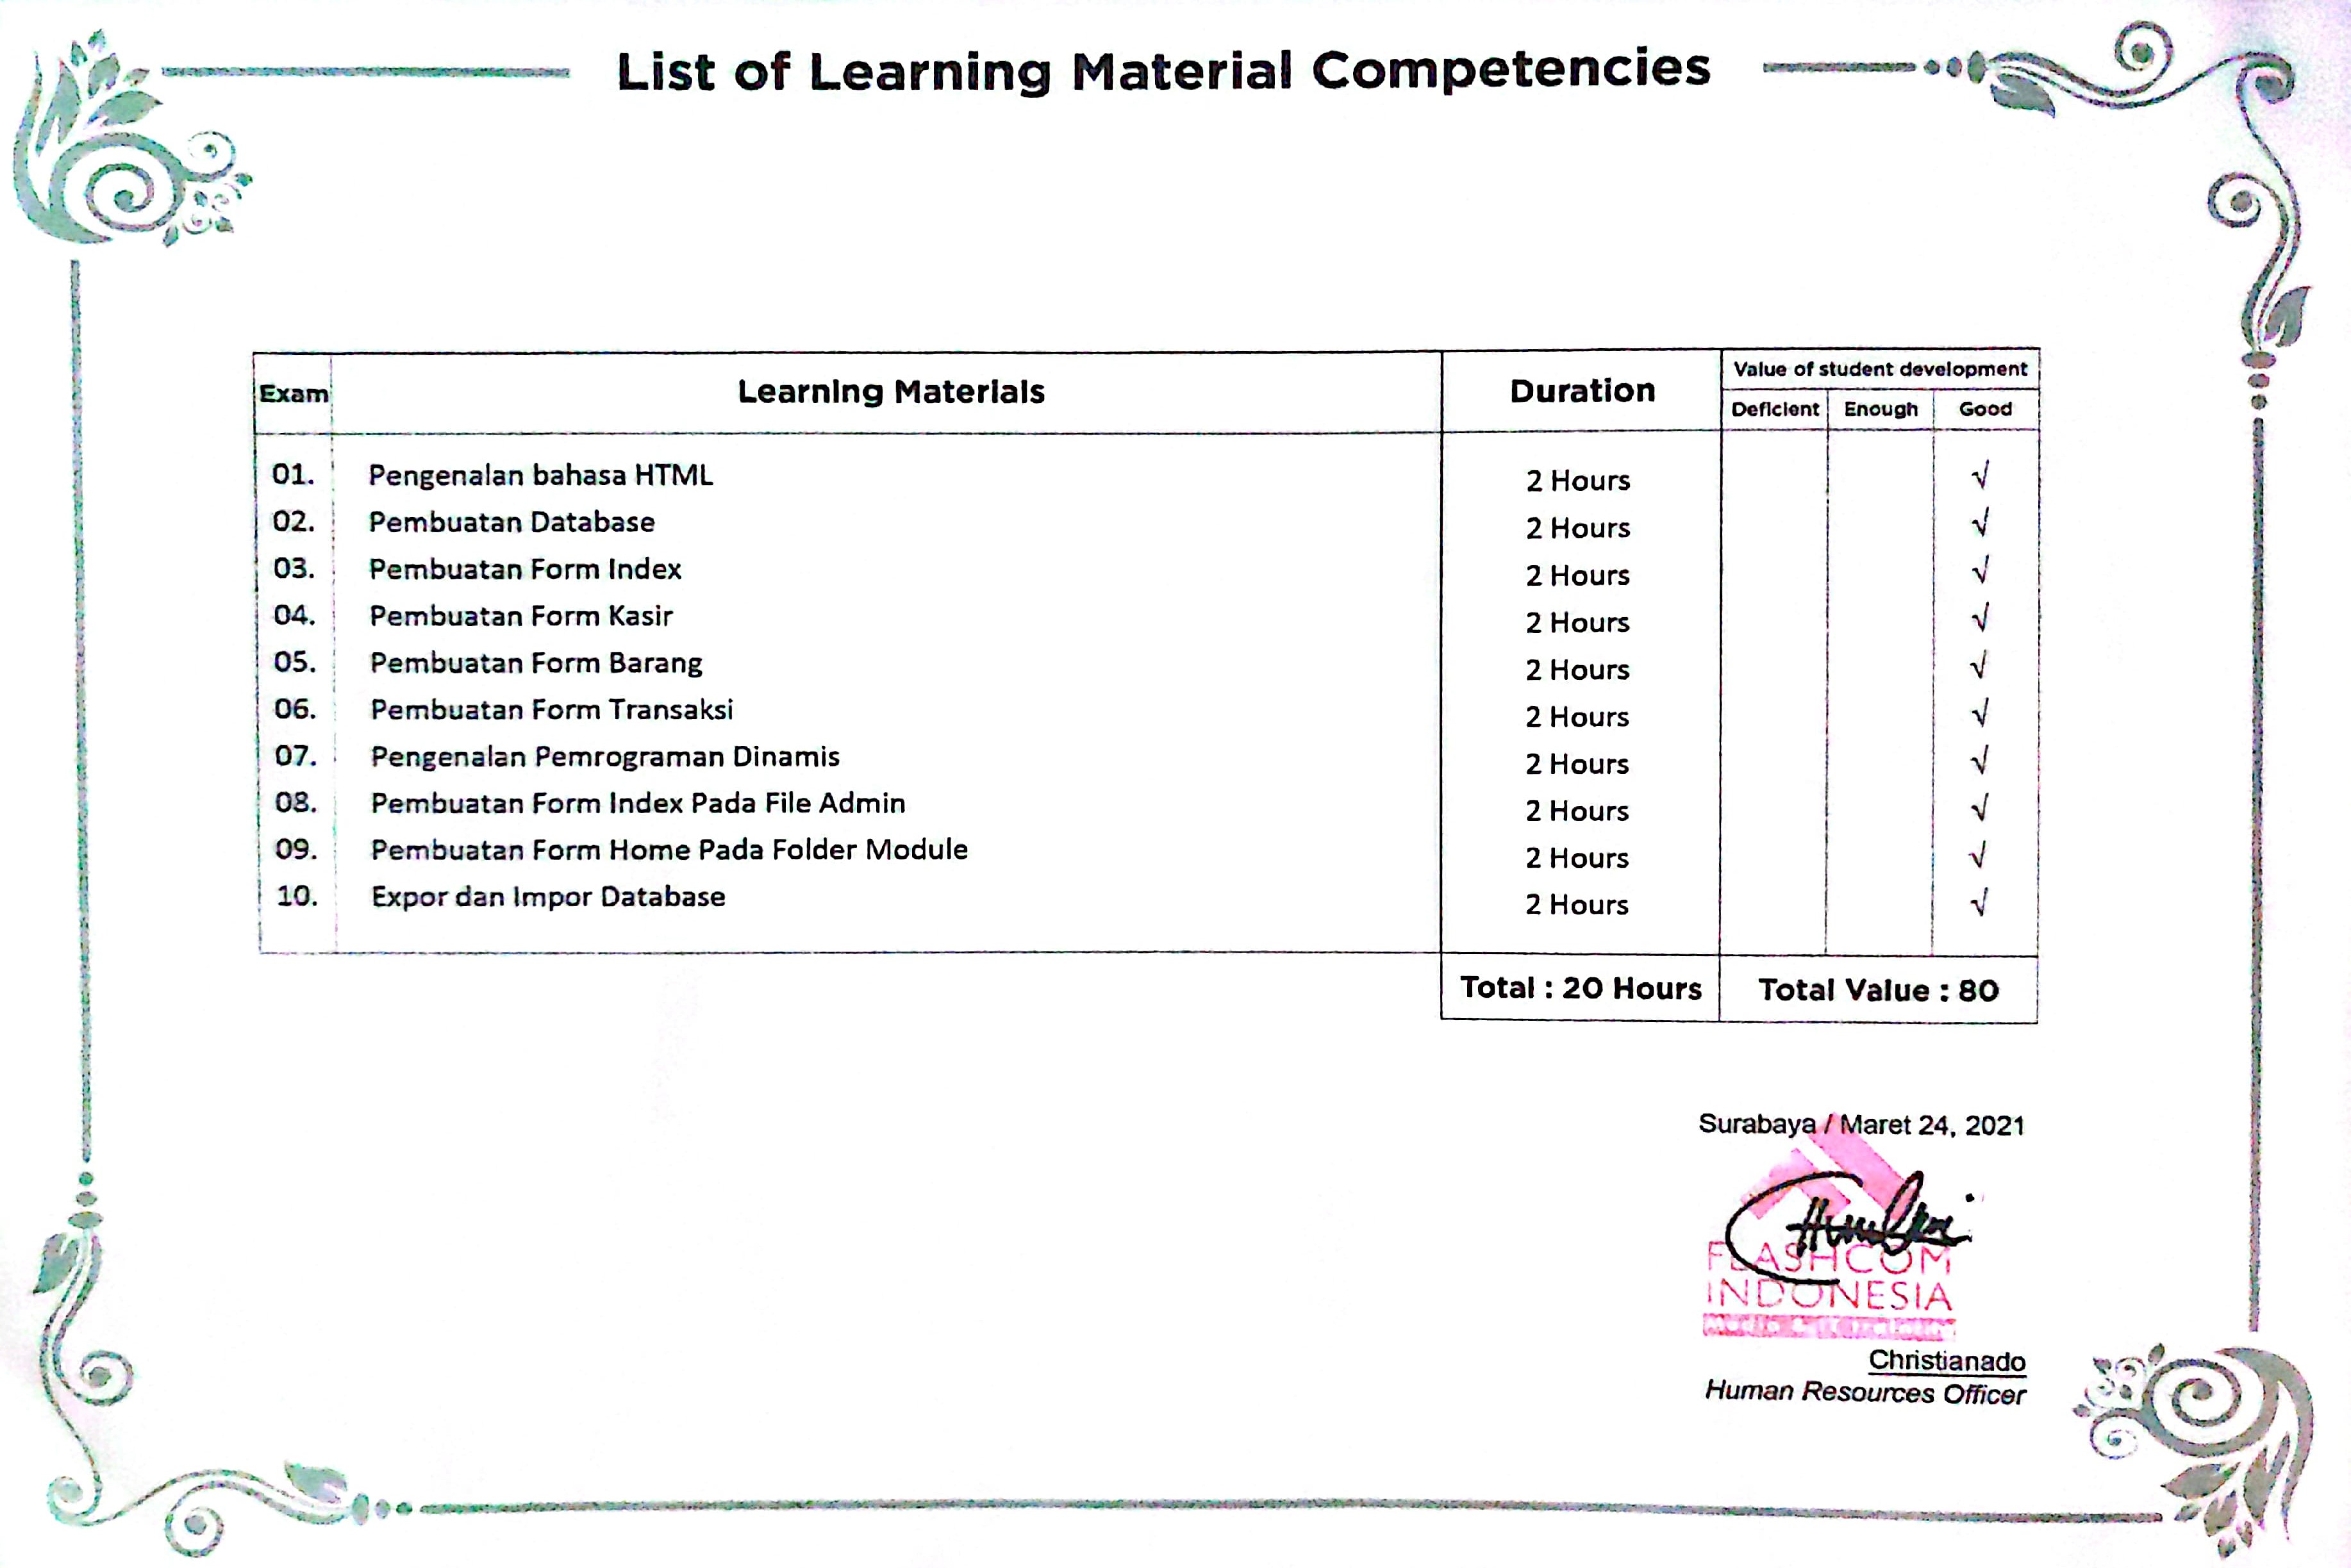 List of Learning Material Competencies
Exam Learning Materials Duration Value of student development
Deficient Enough Good
01. Pengenalan bahasa HTML 2 Hours √
02. Pembuatan Database 2 Hours √
03. Pembuatan Form Index 2 Hours √
04. Pembuatan Form Kasir 2 Hours √
05. Pembuatan Form Barang 2 Hours √
06. Pembuatan Form Transaksi 2 Hours √
07. Pengenalan Pemrograman Dinamis 2 Hours √
08. Pembuatan Form Index Pada File Admin 2 Hours √
09. Pembuatan Form Home Pada Folder Module 2 Hours √
10. Expor dan Impor Database 2 Hours √
Total : 20 Hours Total Value : 80
Surabaya / Maret 24, 2021
FLASHCOM
INDONESIA
Media & IT Training
Christianado
Human Resources Officer